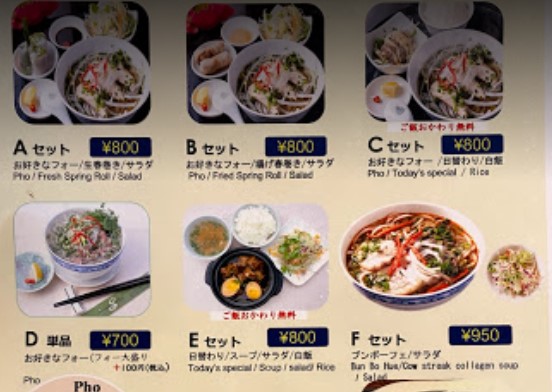 ご飯おかわり無料
A セット ¥800
お好きなフォー/生春巻き/サラダ
Pho / Fresh Spring Roll / Salad
B セット ¥800
お好きなフォー/揚げ春巻き/サラダ
Pho / Fried Spring Roll / Salad
C セット ¥800
お好きなフォー /日替わり/白飯
Pho / Today's special / Rice
ご飯おかわり無料
D 単品 ¥700
お好きなフォー(フォー大盛り
+100円(税込)
Pho
E セット ¥800
日替わり/スープ/サラダ/白飯
Today's special / Soup / salad/ Rice
F セット ¥950
ブンボーフェ/サラダ
Bun Bo Hue/Cow streak collagen soup
/ Salad
Pho